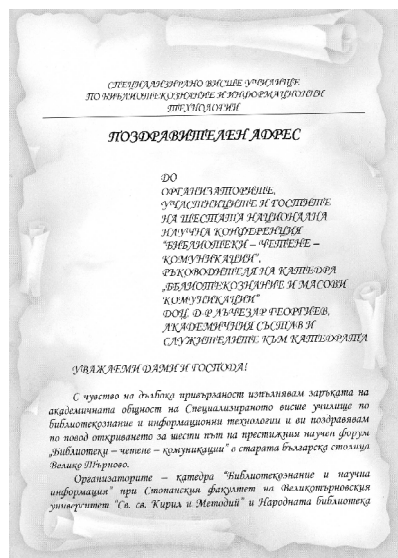 СПЕЦИАЛИЗИРАНО ВИСШЕ УЧИЛИЩЕ
ПО БИБЛИОТЕКОЗНАНИЕ И ИНФОРМАЦИОННИ
ТЕХНОЛОГИИ
ПОЗДРАВИТЕЛЕН АДРЕС
ДО
ОРГАНИЗАТОРИТЕ,
УЧАСТНИЦИТЕ И ГОСТИТЕ
НА ШЕСТАТА НАЦИОНАЛНА
НАУЧНА КОНФЕРЕНЦИЯ
"БИБЛИОТЕКИ – ЧЕТЕНЕ –
КОМУНИКАЦИИ",
РЪКОВОДИТЕЛЯ НА КАТЕДРА
„БЛИОТЕКОЗНАНИЕ И МАСОВИ
КОМУНИКАЦИИ"
ДОЦ. Д-Р ЛЪЧЕЗАР ГЕОРГИЕВ,
АКАДЕМИЧНИЯ СЪСТАВ И
СЛУЖИТЕЛИТЕ КЪМ КАТЕДРАТА
УВАЖАЕМИ ДАМИ И ГОСПОДА!
С чувство на дълбока привързаност изпълнявам заръката на
академичната общност на Специализираното висше училище по
библиотекознание и информационни технологии и ви поздравявам
по повод откриването за шести път на престижния научен форум
„Библиотеки – четене – комуникации" в старата българска столица
Велико Търново.
Организаторите – катедра "Библиотекознание и научна
информация" при Стопанския факултет на Великотърновския
университет "Св. св. Кирил и Методий" и Народната библиотека